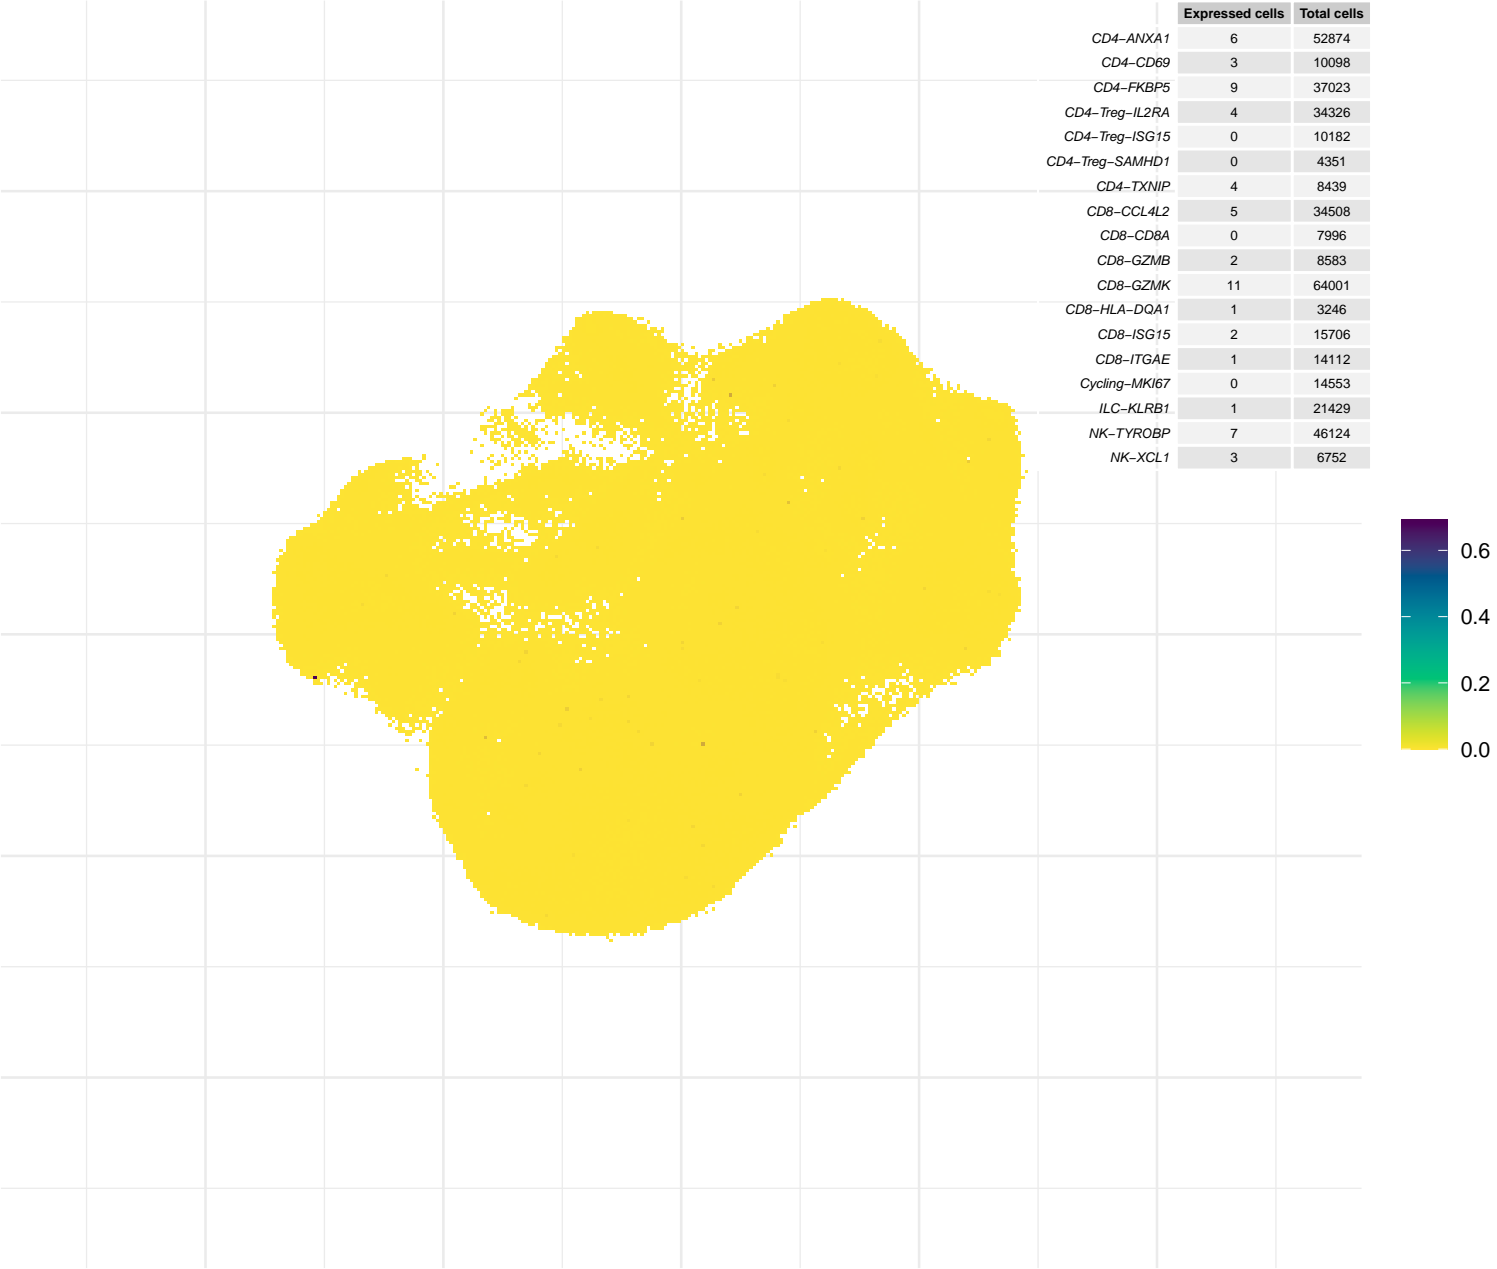 Expressed cells Total cells
CD4−ANXA1 6 52874
CD4−CD69 3 10098
CD4−FKBP5 9 37023
CD4−Treg−IL2RA 4 34326
CD4−Treg−ISG15 0 10182
CD4−Treg−SAMHD1 0 4351
CD4−TXNIP 4 8439
CD8−CCL4L2 5 34508
CD8−CD8A 0 7996
CD8−GZMB 2 8583
CD8−GZMK 11 64001
CD8−HLA−DQA1 1 3246
CD8−ISG15 2 15706
CD8−ITGAE 1 14112
Cycling−MKI67 0 14553
ILC−KLRB1 1 21429
NK−TYROBP 7 46124
NK−XCL1 3 6752
0.6
0.4
0.2
0.0